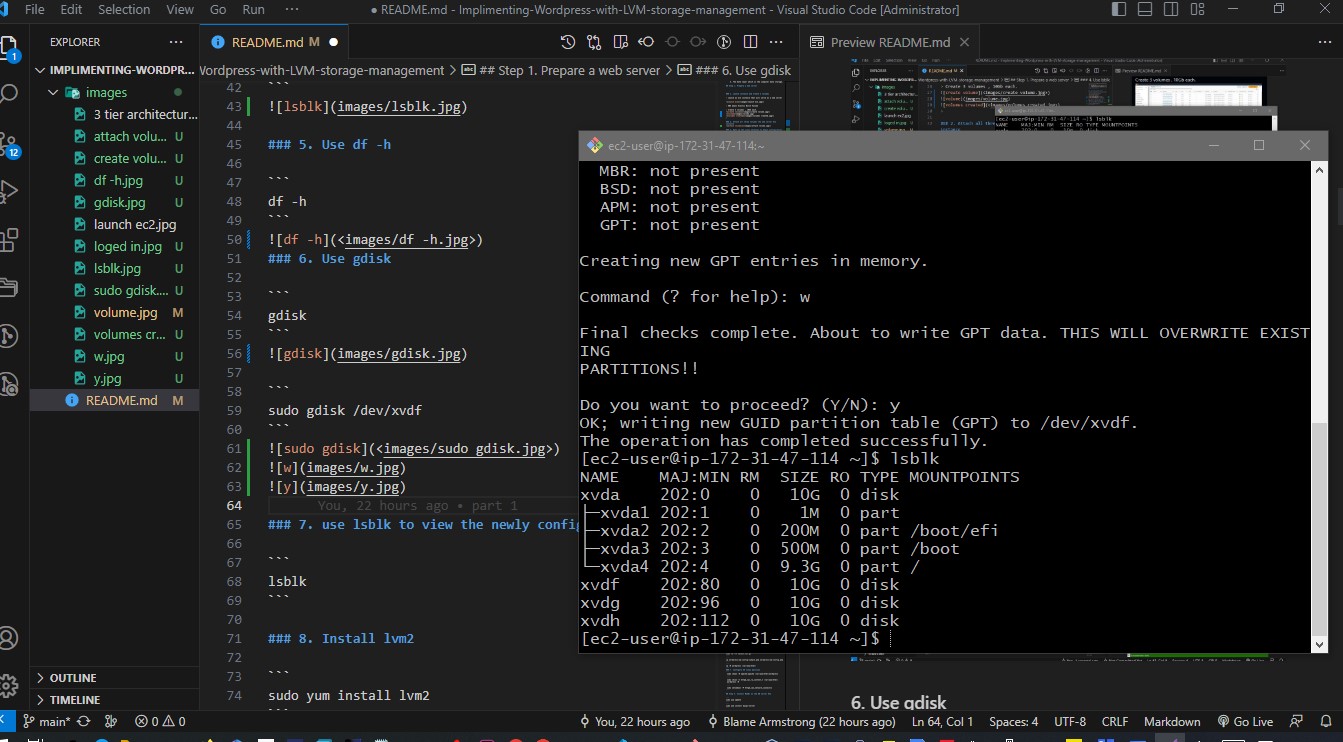 File Edit Selection View Go Run ··· ● README.md - Implimenting-Wordpress-with-LVM-storage-management - Visual Studio Code [Administrator]
EXPLORER ···
README.md M ●
Preview README.md
IMPLIMENTING-WORDPR...
Wordpress-with-LVM-storage-management > ## Step 1. Prepare a web server > ### 6. Use gdisk
images
3 tier architectur...
attach volu... U
create volu... U
df -h.jpg U
gdisk.jpg U
launch ec2.jpg
loged in.jpg U
lsblk.jpg U
sudo gdisk.... U
volume.jpg M
volumes cr... U
w.jpg U
y.jpg U
README.md M
OUTLINE
TIMELINE
1
12
42 ```
43 ![lsblk](images/lsblk.jpg)
44
45 ### 5. Use df -h
46
47 ```
48 df -h
49 ```
50 ![df -h](<images/df -h.jpg>)
51 ### 6. Use gdisk
52
53 ```
54 gdisk
55 ```
56 ![gdisk](images/gdisk.jpg)
57
58 ```
59 sudo gdisk /dev/xvdf
60 ```
61 ![sudo gdisk](<images/sudo gdisk.jpg>)
62 ![w](images/w.jpg)
63 ![y](images/y.jpg)
64 You, 22 hours ago • part 1
65 ### 7. use lsblk to view the newly config
66
67 ```
68 lsblk
69 ```
70
71 ### 8. Install lvm2
72
73 ```
74 sudo yum install lvm2
ec2-user@ip-172-31-47-114:~
MBR: not present
BSD: not present
APM: not present
GPT: not present
Creating new GPT entries in memory.
Command (? for help): w
Final checks complete. About to write GPT data. THIS WILL OVERWRITE EXIST
ING
PARTITIONS!!
Do you want to proceed? (Y/N): y
OK; writing new GUID partition table (GPT) to /dev/xvdf.
The operation has completed successfully.
[ec2-user@ip-172-31-47-114 ~]$ lsblk
NAME MAJ:MIN RM SIZE RO TYPE MOUNTPOINTS
xvda 202:0 0 10G 0 disk
├─xvda1 202:1 0 1M 0 part
├─xvda2 202:2 0 200M 0 part /boot/efi
├─xvda3 202:3 0 500M 0 part /boot
└─xvda4 202:4 0 9.3G 0 part /
xvdf 202:80 0 10G 0 disk
xvdg 202:96 0 10G 0 disk
xvdh 202:112 0 10G 0 disk
[ec2-user@ip-172-31-47-114 ~]$
6. Use gdisk
main* 0 0 You, 22 hours ago Blame Armstrong (22 hours ago) Ln 64, Col 1 Spaces: 4 UTF-8 CRLF Markdown Go Live